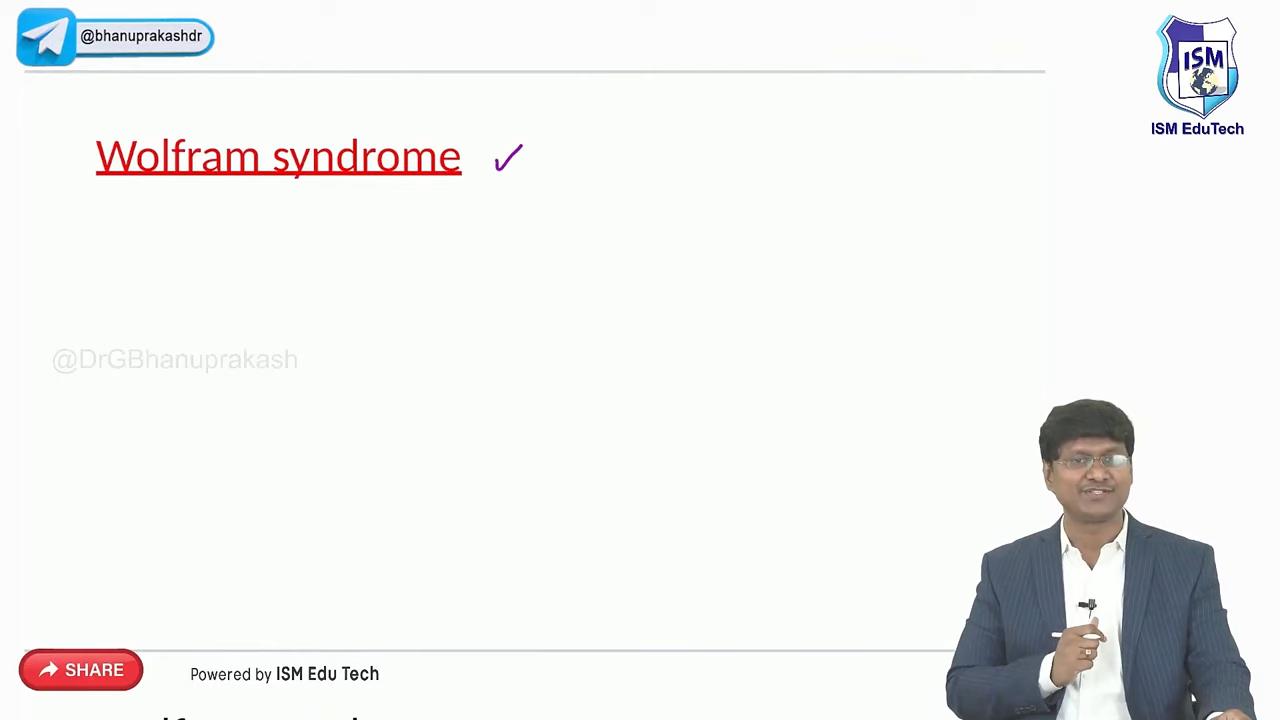 @bhanuprakashdr
ISM
ISM EduTech
Wolfram syndrome
@DrGBhanuprakash
SHARE
Powered by ISM Edu Tech